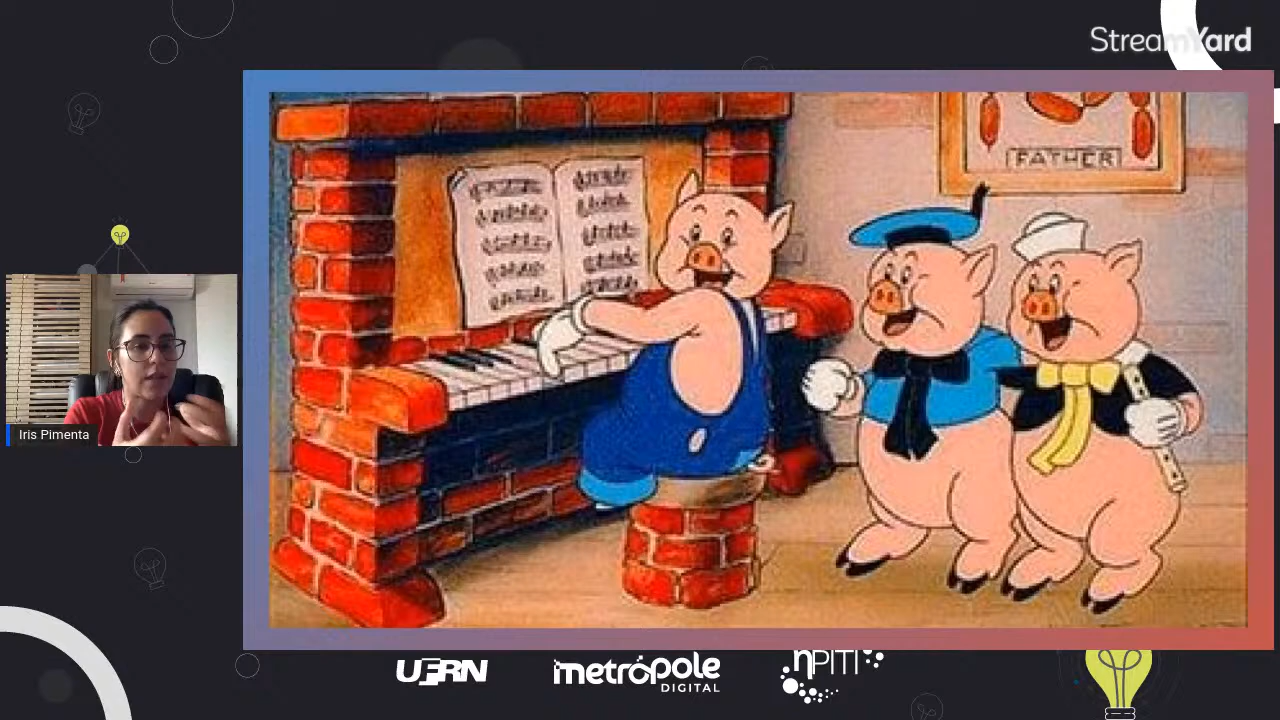 StreamYard
FATHER
Iris Pimenta
UFRN
metrópole
DIGITAL
nPITI